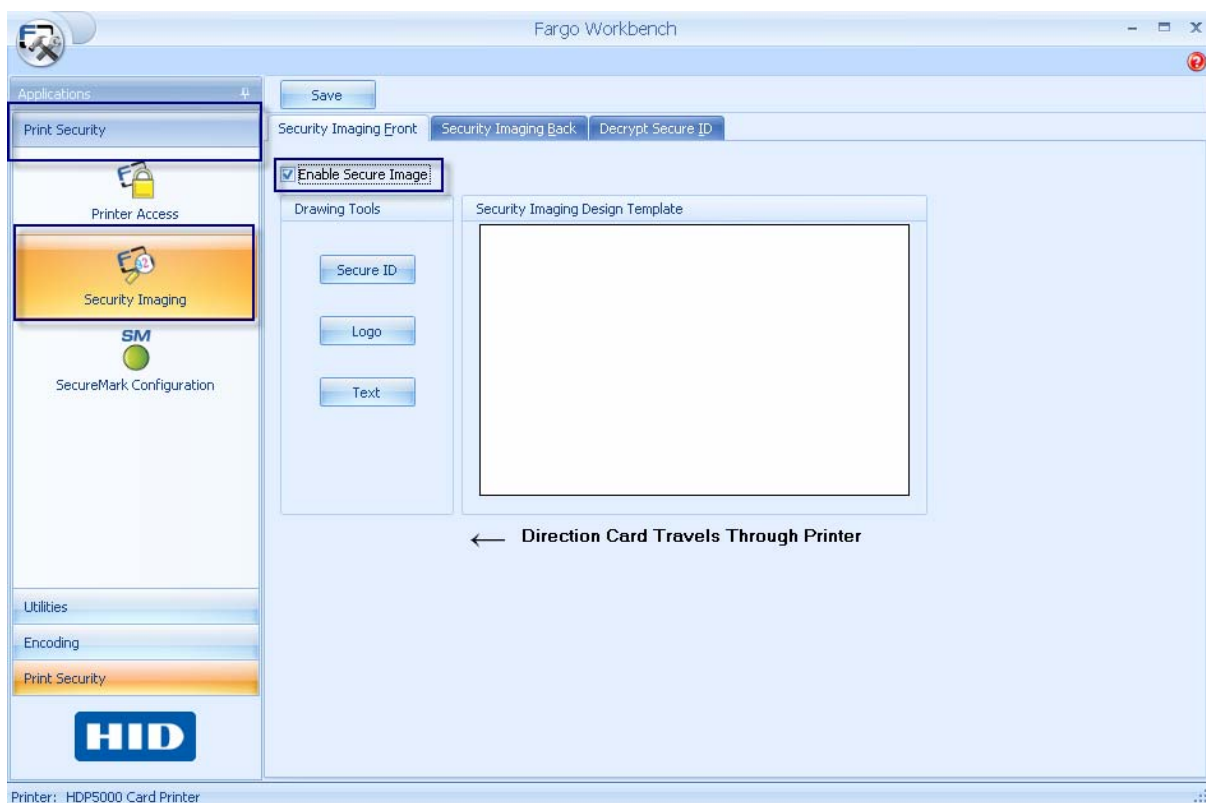 Fargo Workbench
Applications
Save
Print Security
Security Imaging Front
Security Imaging Back
Decrypt Secure ID
Enable Secure Image
Printer Access
Drawing Tools
Security Imaging Design Template
Secure ID
Security Imaging
Logo
SM
SecureMark Configuration
Text
← Direction Card Travels Through Printer
Utilities
Encoding
Print Security
HID
Printer: HDP5000 Card Printer